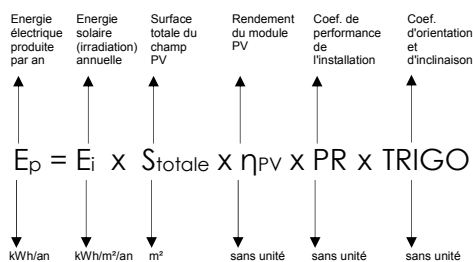 Energie
électrique
produite
par an
Energie
solaire
(irradiation)
annuelle
Surface
totale du
champ
PV
Rendement
du module
PV
Coef. de
performance
de
l'installation
Coef.
d'orientation
et
d'inclinaison
Ep = Ei x Stotale x ηPV x PR x TRIGO
kWh/an
kWh/m²/an
m²
sans unité
sans unité
sans unité